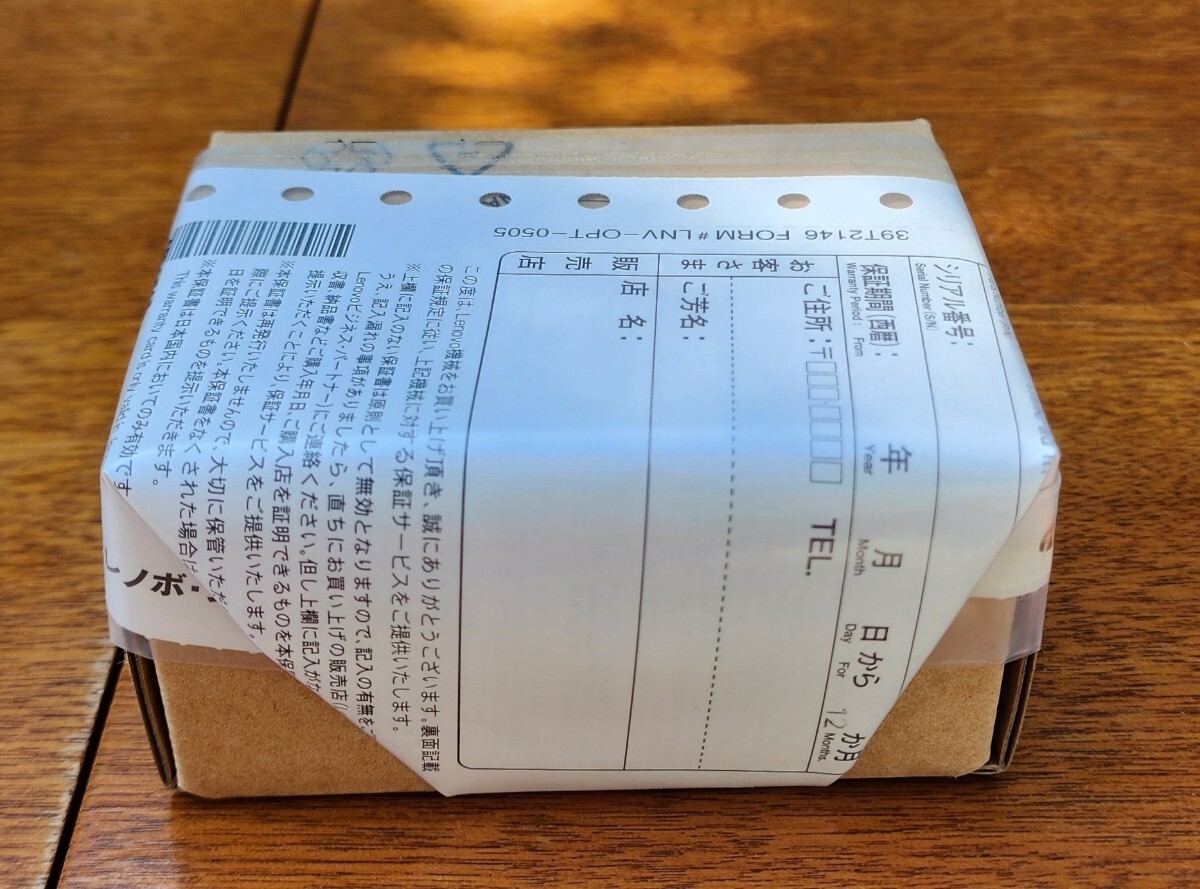 39T2146 FORM # LNV-OPT-0505
シリアル番号：
Serial Number (S/N)
保証期間（西暦）： 年 月 日 から 12 か月
Warranty Period : From Year Month Day For Months.
お客さま
ご住所：〒□□□□□□□ TEL.
ご芳名：
販売店
店 名：
この度は、Lenovo機械をお買い上げ頂き、誠にありがとうございます。裏面記載
の保証規定に従い、上記機械に対する保証サービスをご提供いたします。
※上欄に記入のない保証書は原則として無効となりますので、記入の有無を
うえ、記入漏れの事項がありましたら、直ちにお買い上げの販売店(
Lenovoビジネス・パートナー)にご連絡ください。但し上欄に記入がな
収書、納品書などご購入年月日、ご購入店を証明できるものを本保
提示いただくことにより、保証サービスをご提供いたします。
※本保証書は再発行いたしませんので、大切に保管いただ
際にご提示ください。本保証書をなくされた場合は
日を証明できるものを提示いただきます。
※本保証書は日本国内においてのみ有効です
This warranty card is only valid
レノボ・